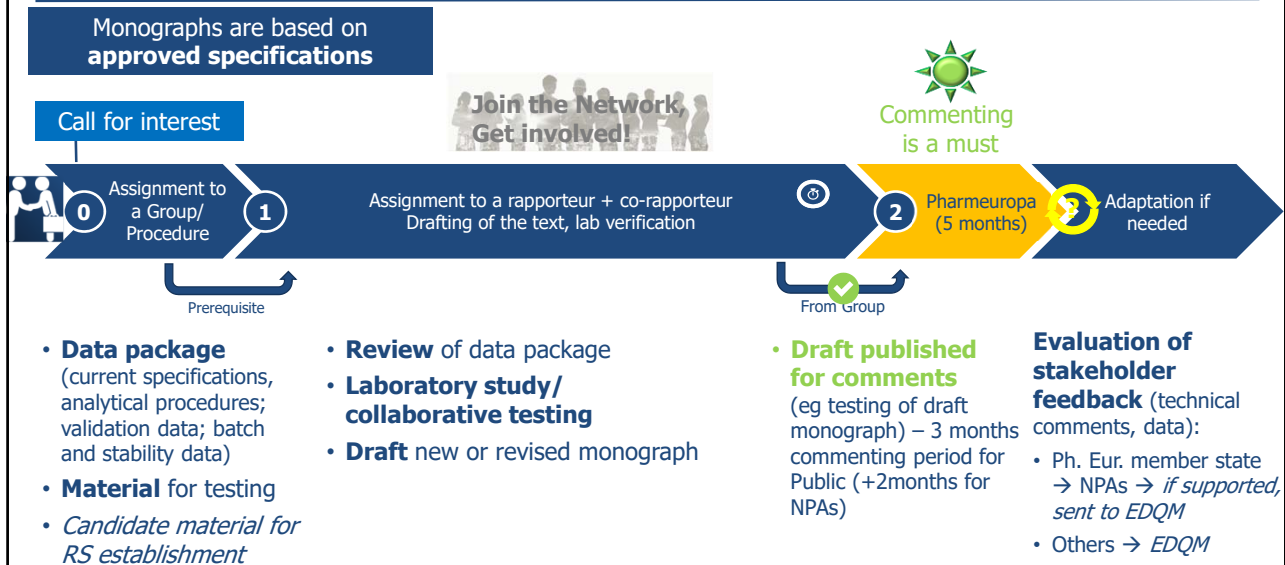 Monographs are based on
approved specifications
Call for interest
Join the Network,
Get involved!
Commenting
is a must
0
Assignment to
a Group/
Procedure
1
Assignment to a rapporteur + co-rapporteur
Drafting of the text, lab verification
2
Pharmeuropa
(5 months)
Adaptation if
needed
Prerequisite
From Group
• Data package
(current specifications,
analytical procedures;
validation data; batch
and stability data)
• Material for testing
• Candidate material for
RS establishment
• Review of data package
• Laboratory study/
collaborative testing
• Draft new or revised monograph
• Draft published
for comments
(eg testing of draft
monograph) – 3 months
commenting period for
Public (+2months for
NPAs)
Evaluation of
stakeholder
feedback (technical
comments, data):
• Ph. Eur. member state
→ NPAs → if supported,
sent to EDQM
• Others → EDQM